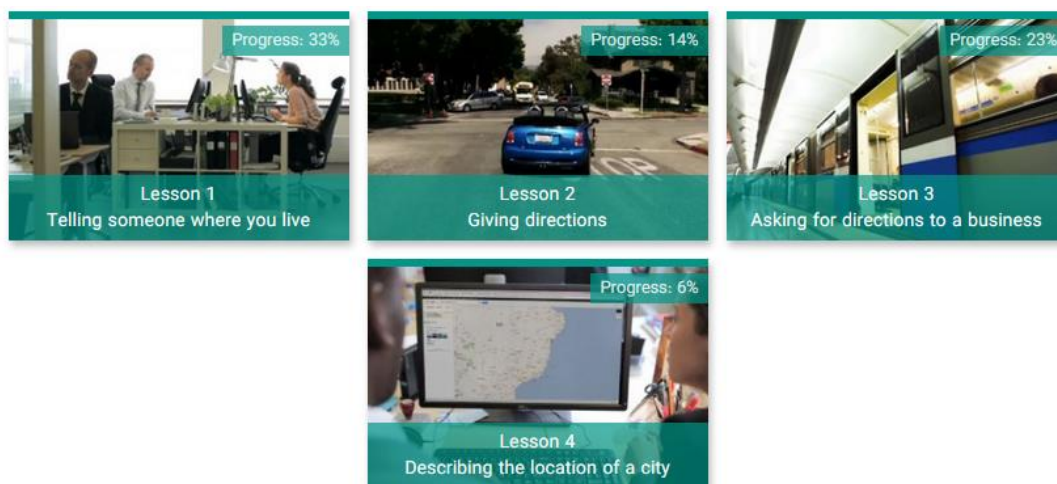 Progress: 33%
Lesson 1
Telling someone where you live
Progress: 14%
STOP
Lesson 2
Giving directions
Progress: 23%
Lesson 3
Asking for directions to a business
Progress: 6%
Lesson 4
Describing the location of a city